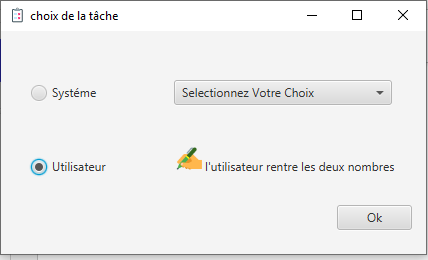 choix de la tâche
Systéme
Selectionnez Votre Choix
Utilisateur
l'utilisateur rentre les deux nombres
Ok